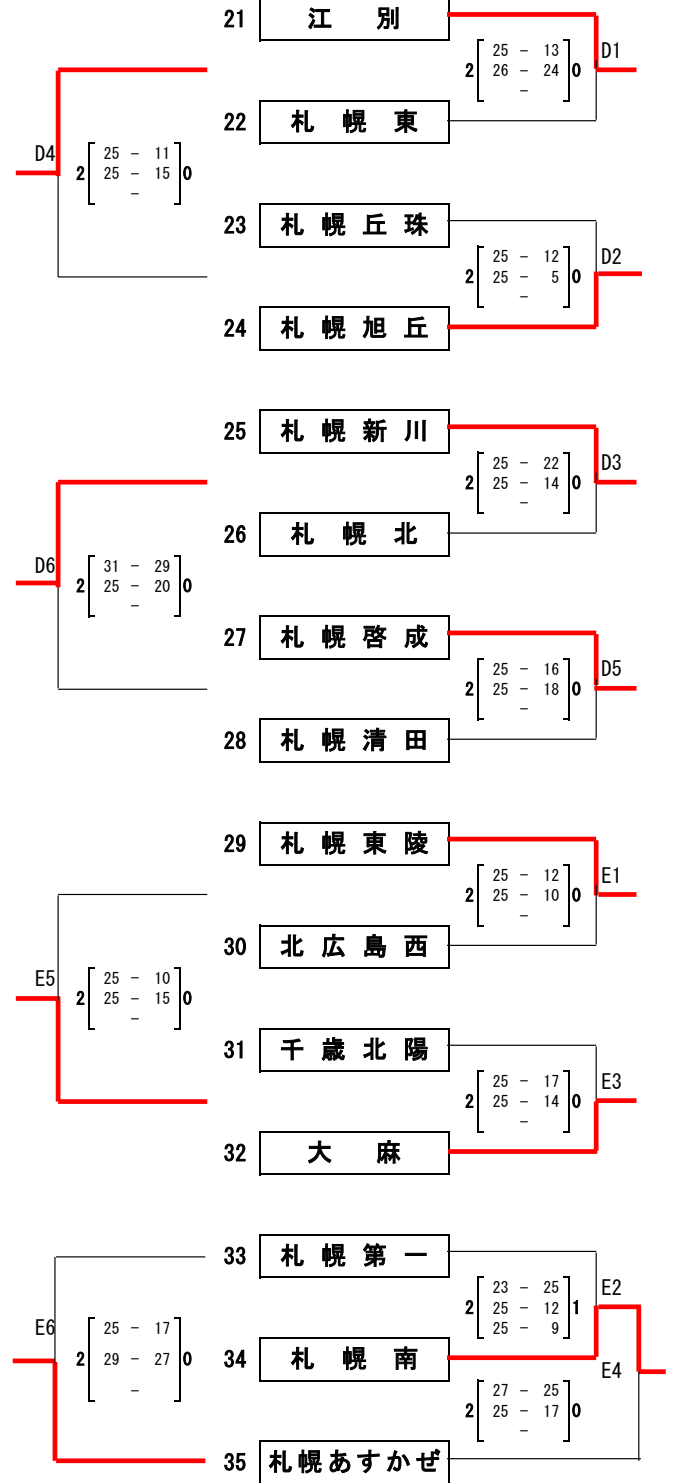 21 江別
25 - 13 D1
2 26 - 24 0
-
22 札幌東
D4 25 - 11
2 25 - 15 0
-
23 札幌丘珠
25 - 12 D2
2 25 - 5 0
-
24 札幌旭丘
25 札幌新川
25 - 22 D3
2 25 - 14 0
-
26 札幌北
D6 31 - 29
2 25 - 20 0
-
27 札幌啓成
25 - 16 D5
2 25 - 18 0
-
28 札幌清田
29 札幌東陵
25 - 12 E1
2 25 - 10 0
-
30 北広島西
E5 25 - 10
2 25 - 15 0
-
31 千歳北陽
25 - 17 E3
2 25 - 14 0
-
32 大麻
33 札幌第一
23 - 25 E2
2 25 - 12 1
25 - 9
E6 25 - 17
2 29 - 27 0
-
34 札幌南
27 - 25 E4
2 25 - 17 0
-
35 札幌あすかぜ